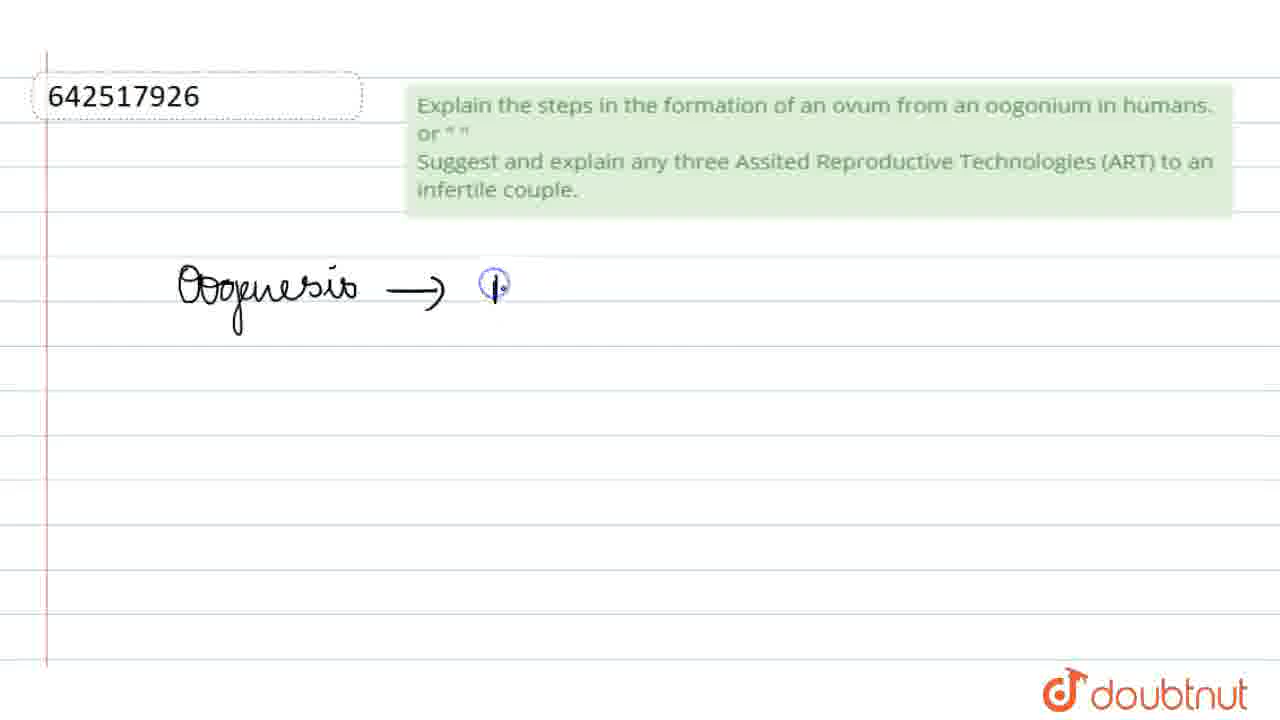 642517926
Explain the steps in the formation of an ovum from an oogonium in humans.
or " "
Suggest and explain any three Assited Reproductive Technologies (ART) to an
infertile couple.
Oogenesis →
doubtnut